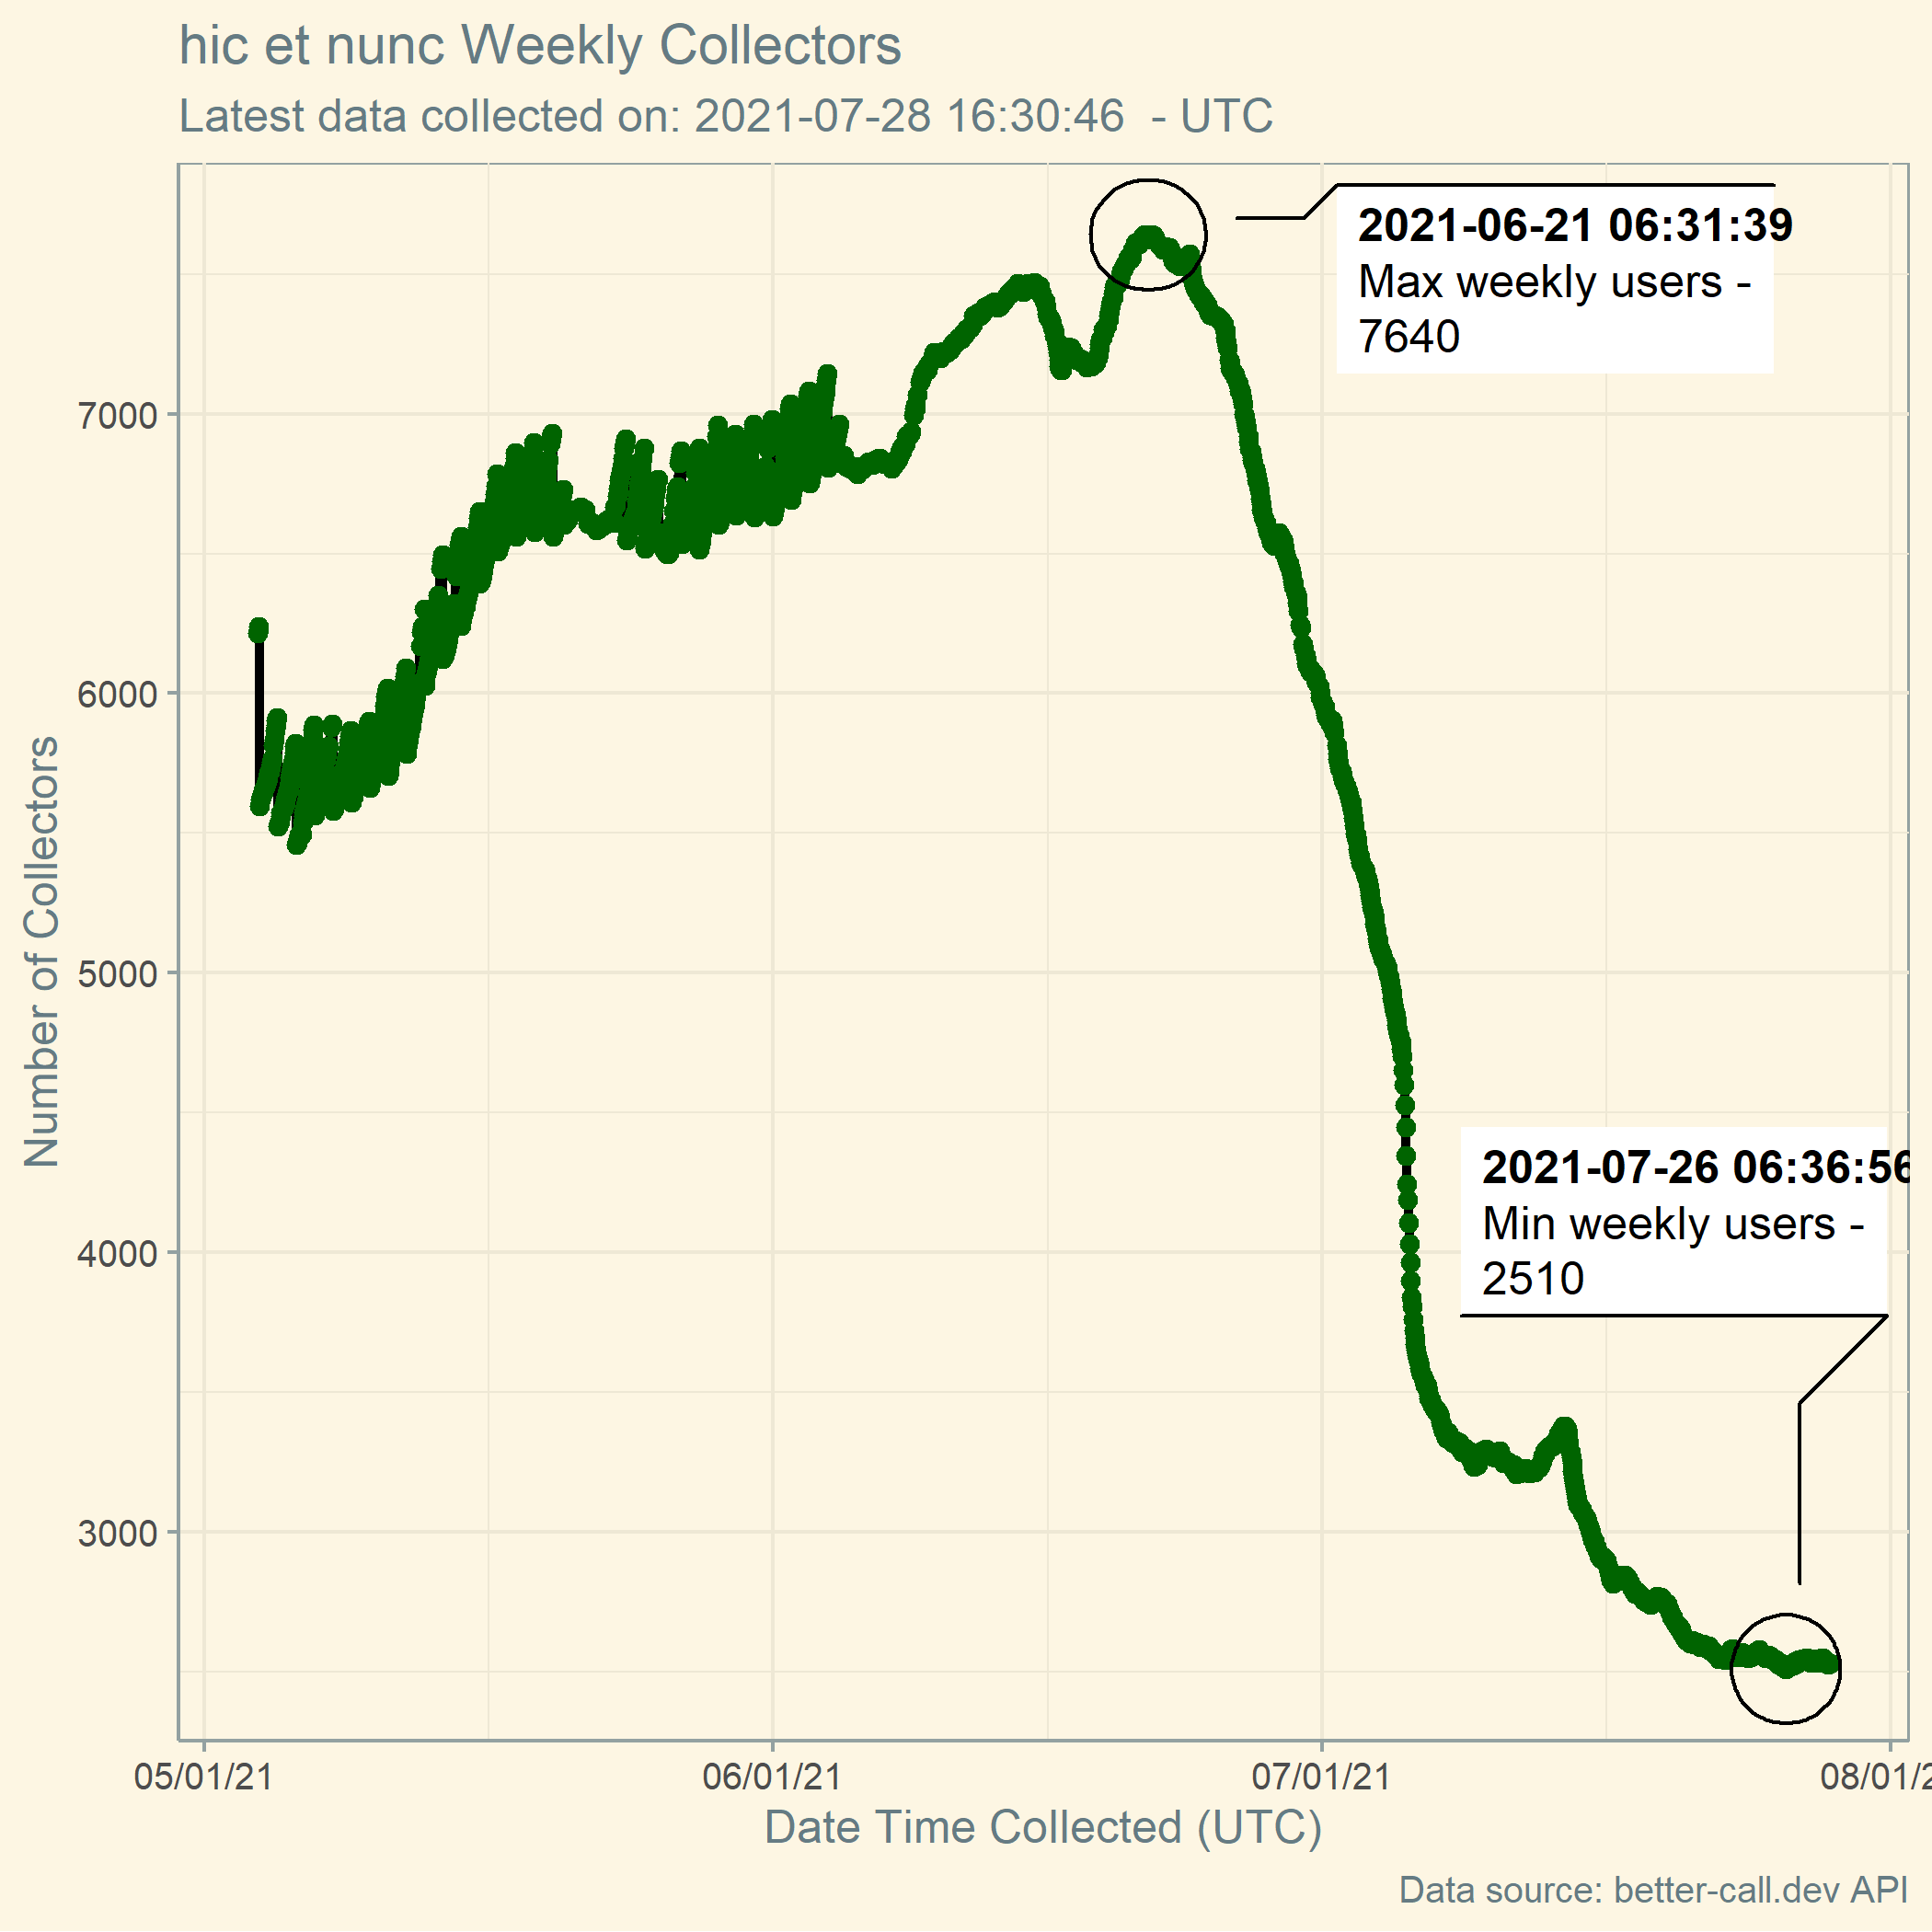 hic et nunc Weekly Collectors
Latest data collected on: 2021-07-28 16:30:46  - UTC
2021-06-21 06:31:39
Max weekly users -
7640
7000
6000
5000
4000
3000
Number of Collectors
2021-07-26 06:36:56
Min weekly users -
2510
05/01/21
06/01/21
07/01/21
08/01/2
Date Time Collected (UTC)
Data source: better-call.dev API